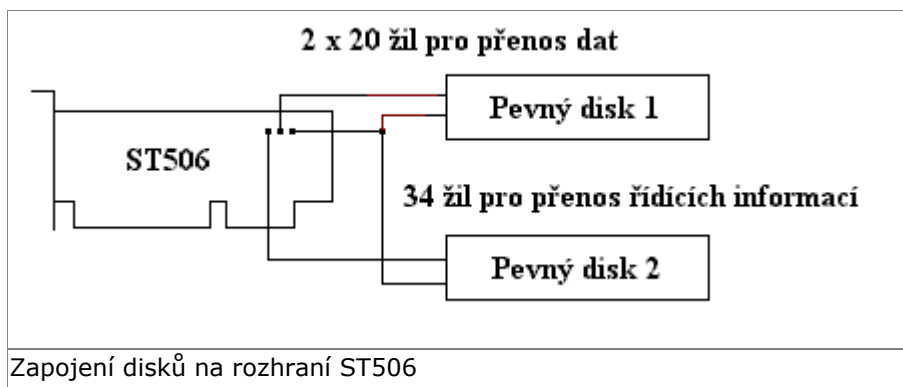 2 x 20 žil pro přenos dat
Pevný disk 1
ST506
34 žil pro přenos řídících informací
Pevný disk 2
Zapojení disků na rozhraní ST506